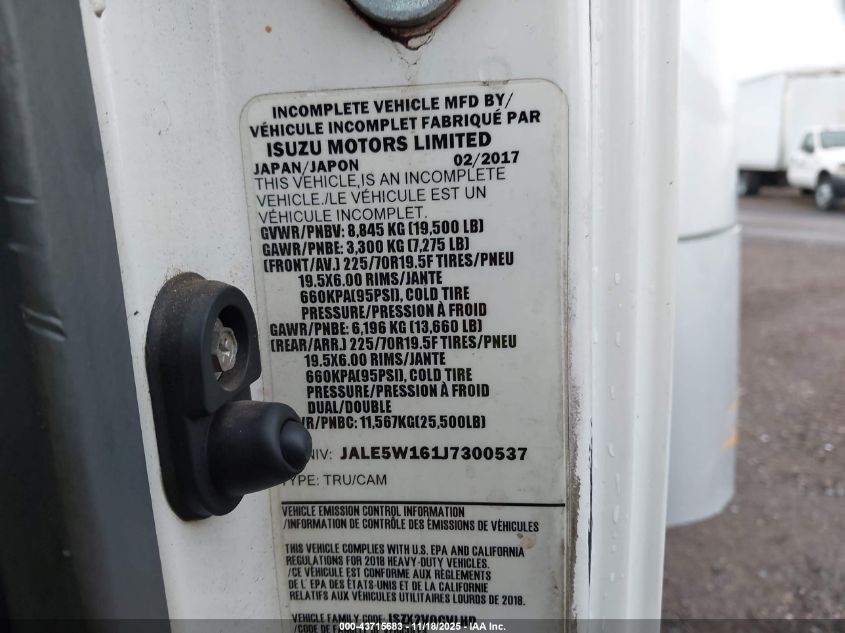 INCOMPLETE VEHICLE MFD BY/
VÉHICULE INCOMPLET FABRIQUÉ PAR
ISUZU MOTORS LIMITED
JAPAN/JAPON 02/2017
THIS VEHICLE,IS AN INCOMPLETE
VEHICLE./LE VÉHICULE EST UN
VÉHICULE INCOMPLET.
GVWR/PNBV: 8,845 KG (19,500 LB)
GAWR/PNBE: 3,300 KG (7,275 LB)
(FRONT/AV.) 225/70R19.5F TIRES/PNEU
19.5X6.00 RIMS/JANTE
660KPA(95PSI), COLD TIRE
PRESSURE/PRESSION À FROID
GAWR/PNBE: 6,196 KG (13,660 LB)
(REAR/ARR.) 225/70R19.5F TIRES/PNEU
19.5X6.00 RIMS/JANTE
660KPA(95PSI), COLD TIRE
PRESSURE/PRESSION À FROID
DUAL/DOUBLE
R/PNBC: 11,567KG(25,500LB)
NIV: JALE5W161J7300537
TYPE: TRU/CAM
VEHICLE EMISSION CONTROL INFORMATION
/INFORMATION DE CONTRÔLE DES ÉMISSIONS DE VÉHICULES
THIS VEHICLE COMPLIES WITH U.S. EPA AND CALIFORNIA
REGULATIONS FOR 2018 HEAVY-DUTY VEHICLES.
/CE VÉHICULE EST CONFORME AUX RÈGLEMENTS
DE L' EPA DES ÉTATS-UNIS ET DE LA CALIFORNIE
RELATIFS AUX VÉHICULES UTILITAIRES LOURDS DE 2018.
VEHICLE FAMILY CODE:
/CODE DE
000-43715683 - 11/18/2025 - iaai.com